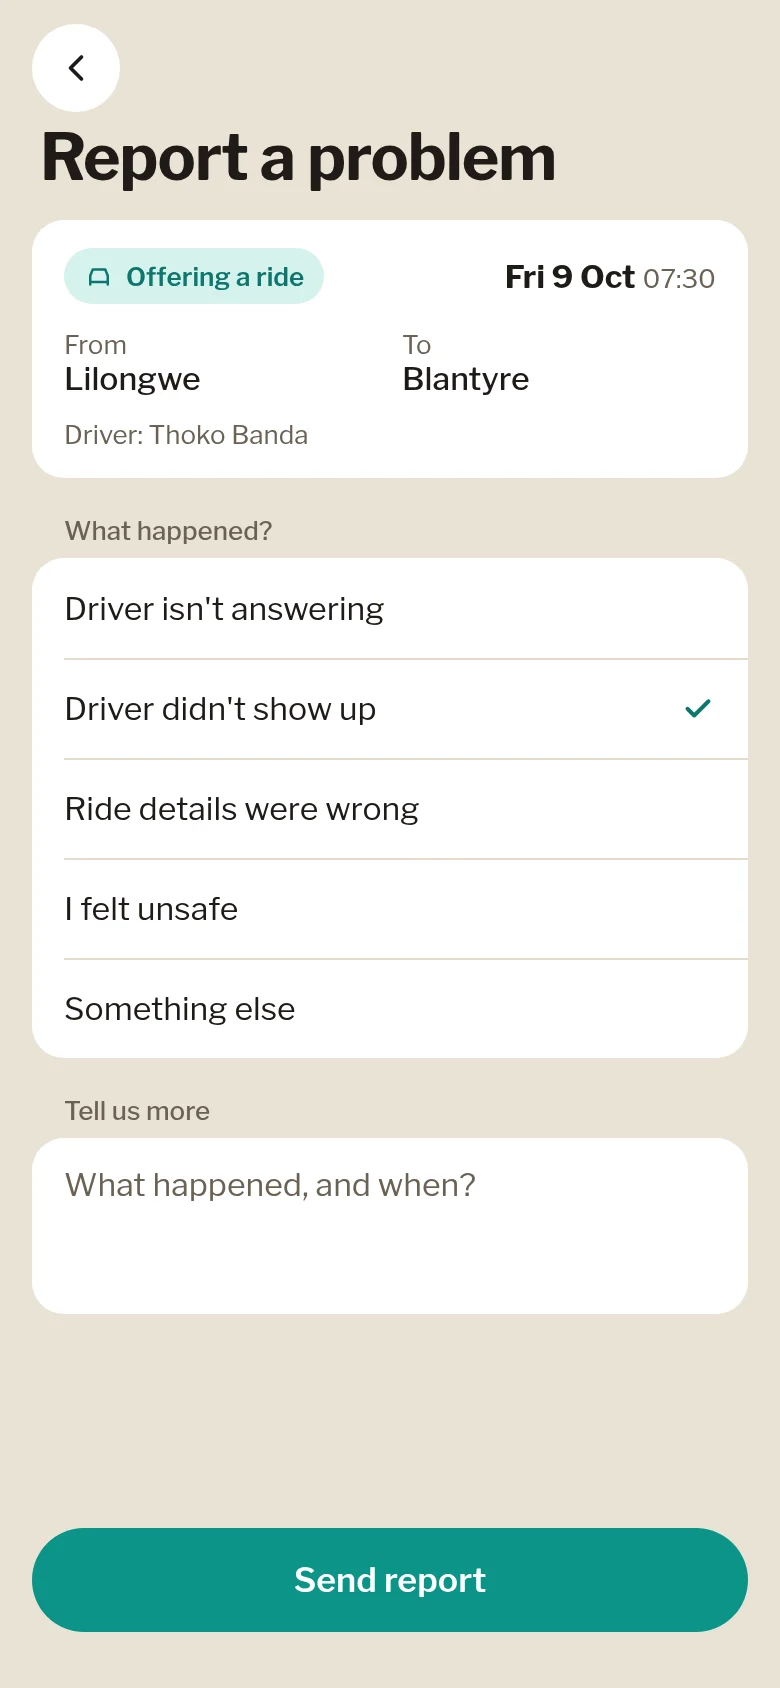 Report a problem
Offering a ride
Fri 9 Oct 07:30
From
To
Lilongwe
Blantyre
Driver: Thoko Banda
What happened?
Driver isn't answering
Driver didn't show up
Ride details were wrong
I felt unsafe
Something else
Tell us more
What happened, and when?
Send report